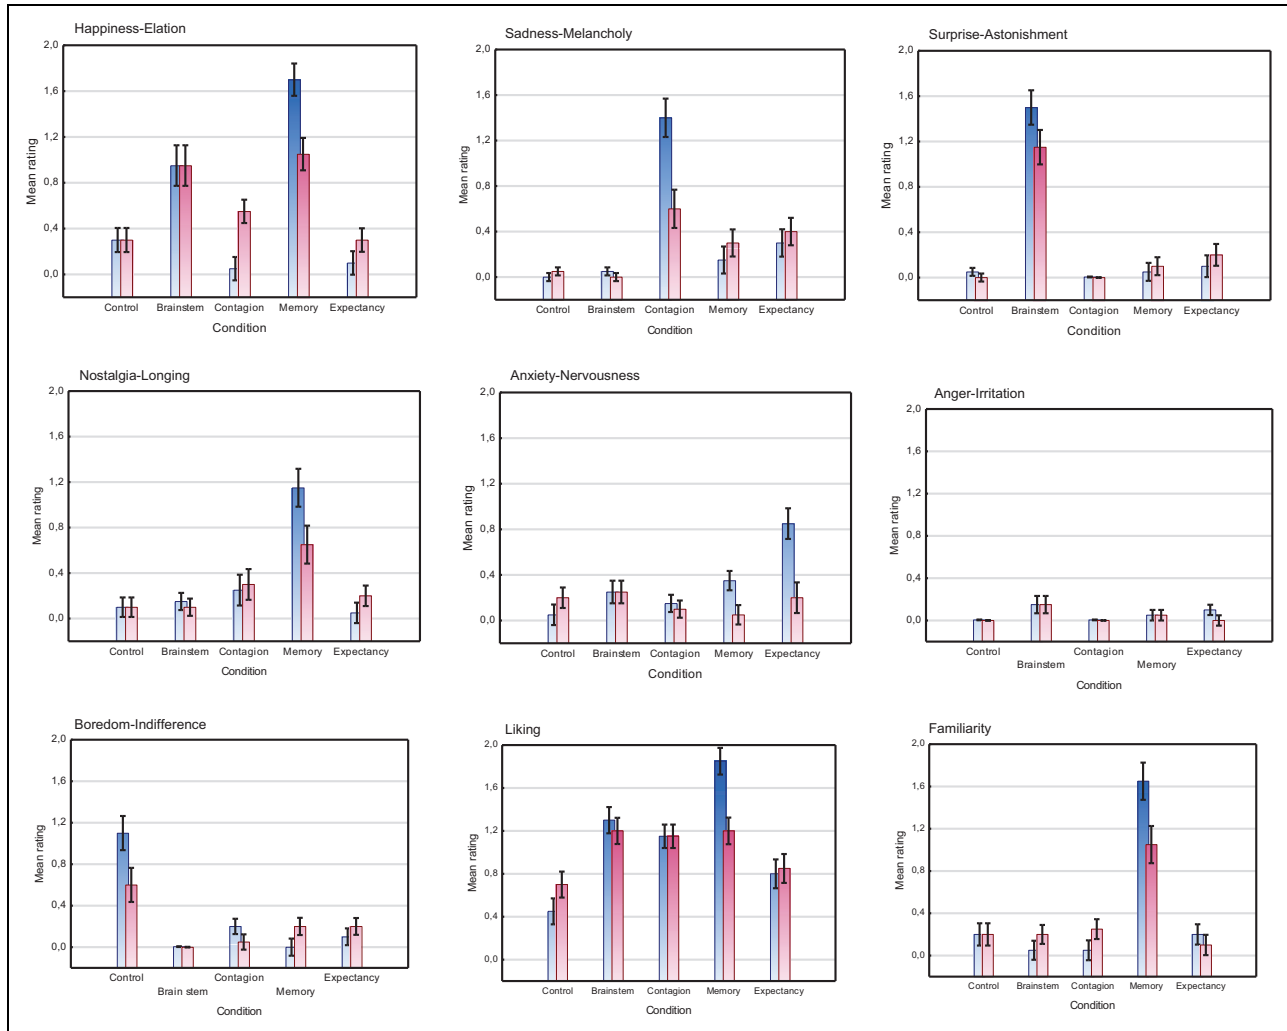 Happiness-Elation
2,0
1,6
1,2
0,8
0,4
0,0
Mean rating
Control Brainstem Contagion Memory Expectancy
Condition
Sadness-Melancholy
2,0
1,6
1,2
0,8
0,4
0,0
Mean rating
Control Brainstem Contagion Memory Expectancy
Condition
Surprise-Astonishment
2,0
1,6
1,2
0,8
0,4
0,0
Mean rating
Control Brainstem Contagion Memory Expectancy
Condition
Nostalgia-Longing
2,0
1,6
1,2
0,8
0,4
0,0
Mean rating
Control Brainstem Contagion Memory Expectancy
Condition
Anxiety-Nervousness
2,0
1,6
1,2
0,8
0,4
0,0
Mean rating
Control Brainstem Contagion Memory Expectancy
Condition
Anger-Irritation
2,0
1,6
1,2
0,8
0,4
0,0
Mean rating
Control Contagion Expectancy
Brainstem Memory
Condition
Boredom-Indifference
2,0
1,6
1,2
0,8
0,4
0,0
Mean rating
Control Contagion Expectancy
Brain stem Memory
Condition
Liking
2,0
1,6
1,2
0,8
0,4
0,0
Mean rating
Control Brainstem Contagion Memory Expectancy
Condition
Familiarity
2,0
1,6
1,2
0,8
0,4
0,0
Mean rating
Control Brainstem Contagion Memory Expectancy
Condition